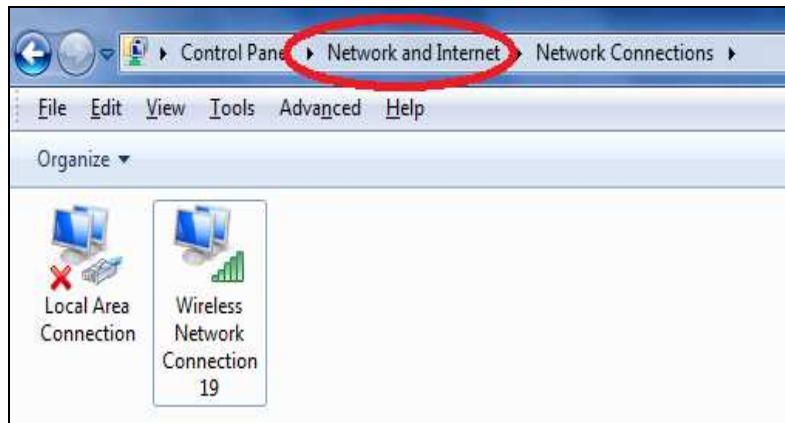 Control Pane Network and Internet Network Connections
File Edit View Tools Advanced Help
Organize
Local Area
Connection
Wireless
Network
Connection
19